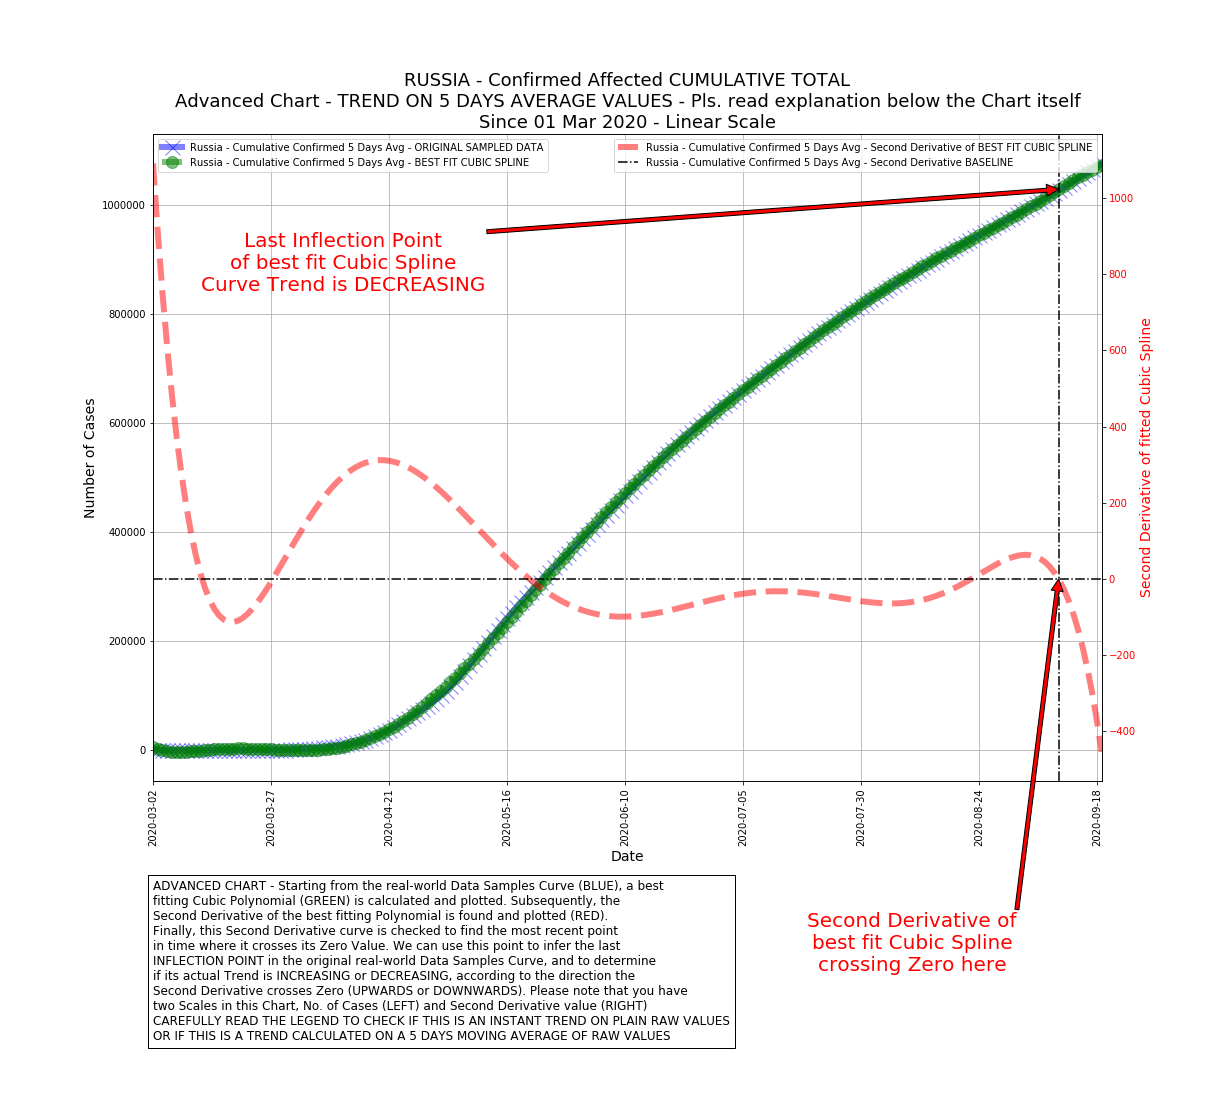 RUSSIA - Confirmed Affected CUMULATIVE TOTAL
Advanced Chart - TREND ON 5 DAYS AVERAGE VALUES - Pls. read explanation below the Chart itself
Since 01 Mar 2020 - Linear Scale
Russia - Cumulative Confirmed 5 Days Avg - ORIGINAL SAMPLED DATA
Russia - Cumulative Confirmed 5 Days Avg - BEST FIT CUBIC SPLINE
Russia - Cumulative Confirmed 5 Days Avg - Second Derivative of BEST FIT CUBIC SPLINE
Russia - Cumulative Confirmed 5 Days Avg - Second Derivative BASELINE
Last Inflection Point
of best fit Cubic Spline
Curve Trend is DECREASING
Number of Cases
1000000
800000
600000
400000
200000
0
1000
800
600
400
200
0
−200
−400
Second Derivative of fitted Cubic Spline
2020-03-02
2020-03-27
2020-04-21
2020-05-16
2020-06-10
2020-07-05
2020-07-30
2020-08-24
2020-09-18
Date
ADVANCED CHART - Starting from the real-world Data Samples Curve (BLUE), a best
fitting Cubic Polynomial (GREEN) is calculated and plotted. Subsequently, the
Second Derivative of the best fitting Polynomial is found and plotted (RED).
Finally, this Second Derivative curve is checked to find the most recent point
in time where it crosses its Zero Value. We can use this point to infer the last
INFLECTION POINT in the original real-world Data Samples Curve, and to determine
if its actual Trend is INCREASING or DECREASING, according to the direction the
Second Derivative crosses Zero (UPWARDS or DOWNWARDS). Please note that you have
two Scales in this Chart, No. of Cases (LEFT) and Second Derivative value (RIGHT)
CAREFULLY READ THE LEGEND TO CHECK IF THIS IS AN INSTANT TREND ON PLAIN RAW VALUES
OR IF THIS IS A TREND CALCULATED ON A 5 DAYS MOVING AVERAGE OF RAW VALUES
Second Derivative of
best fit Cubic Spline
crossing Zero here